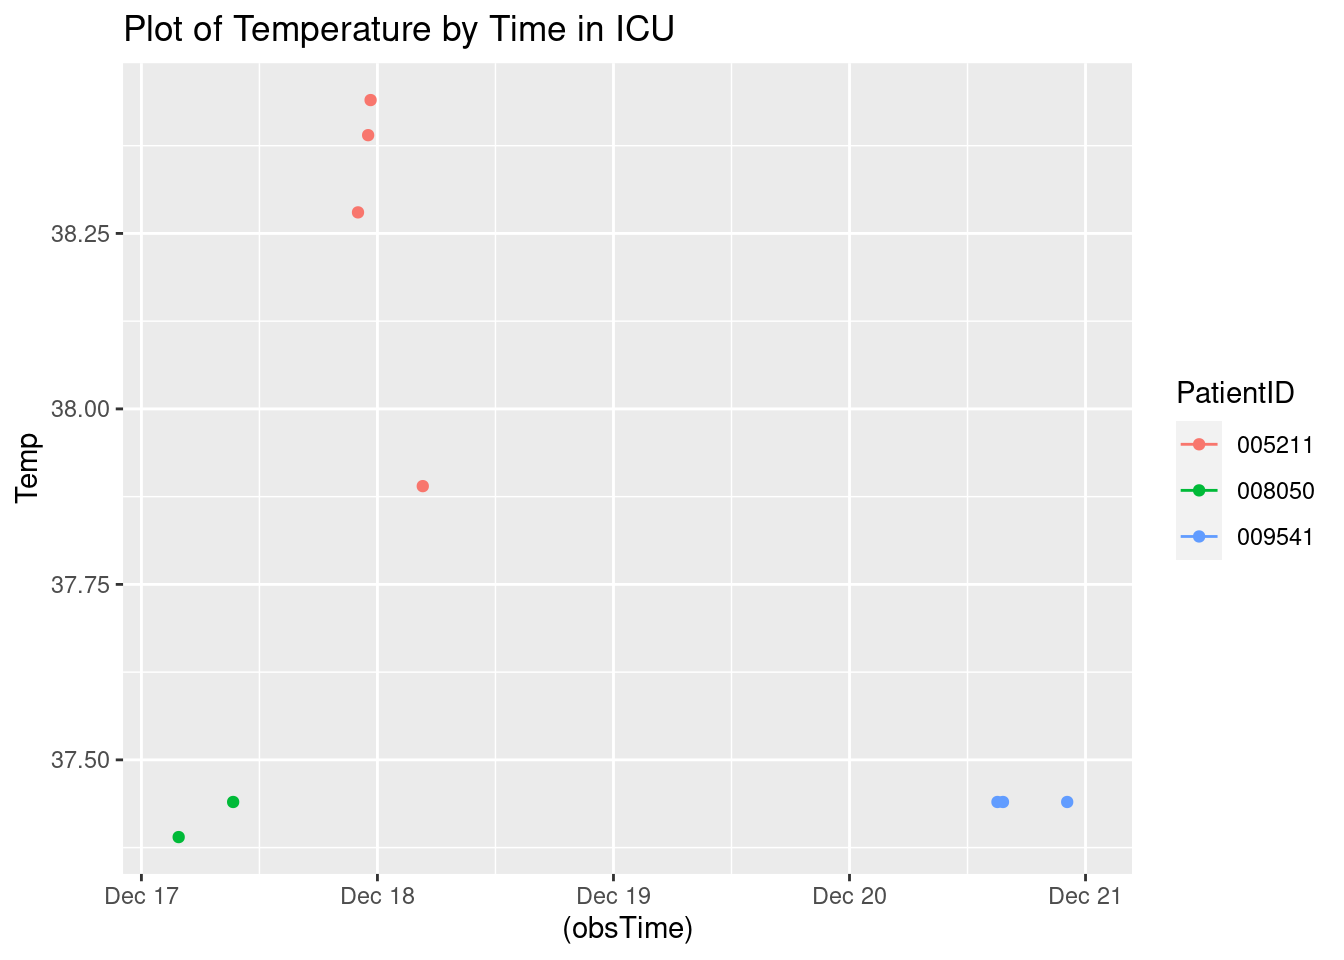 Plot of Temperature by Time in ICU
38.25
38.00
37.75
37.50
Temp
Dec 17 Dec 18 Dec 19 Dec 20 Dec 21
(obsTime)
PatientID
005211
008050
009541